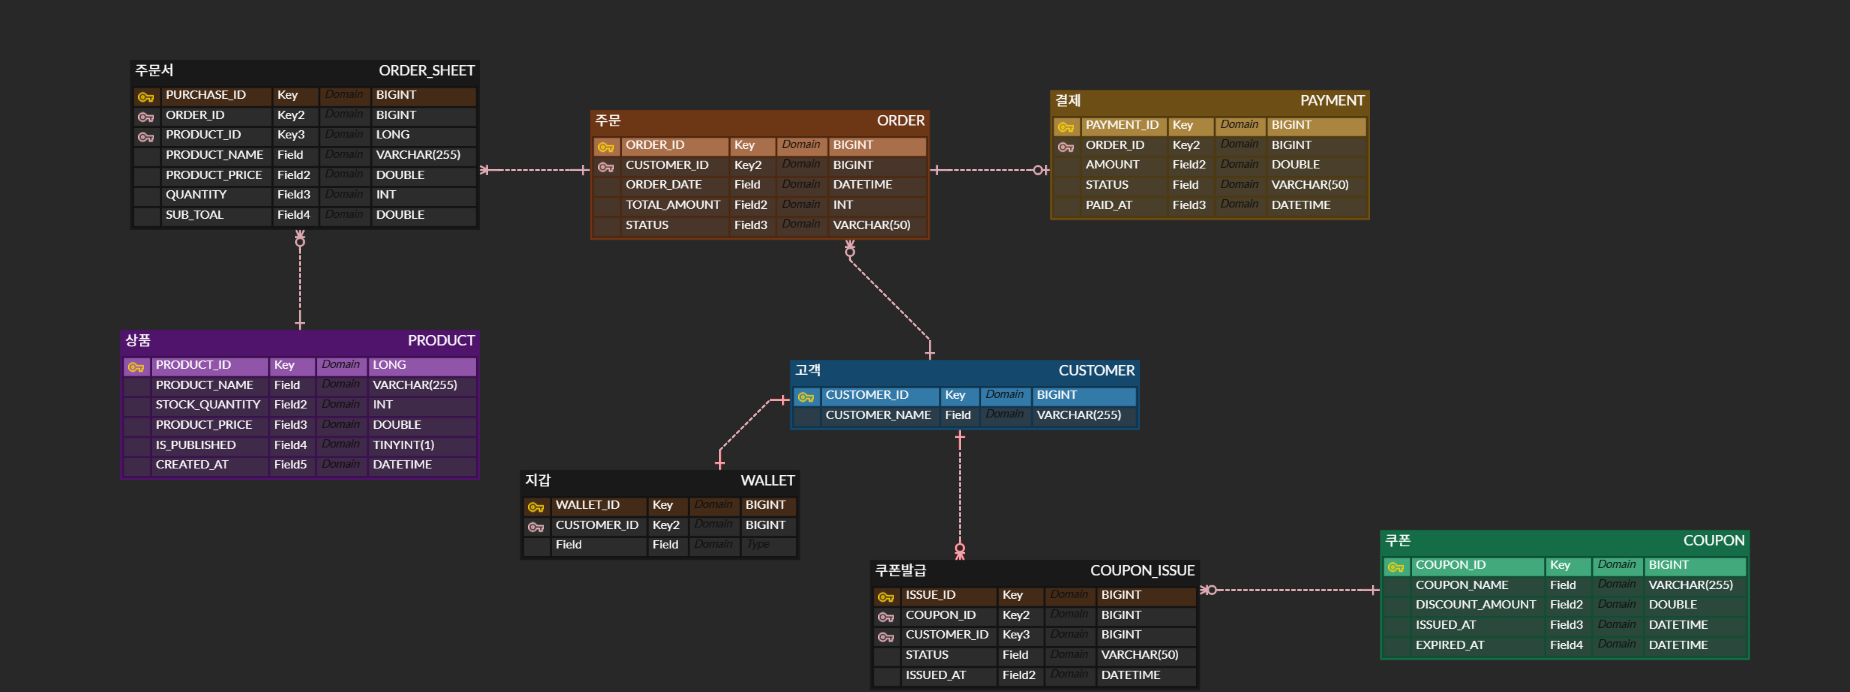 주문서 ORDER_SHEET
PURCHASE_ID Key Domain BIGINT
ORDER_ID Key2 Domain BIGINT
PRODUCT_ID Key3 Domain LONG
PRODUCT_NAME Field Domain VARCHAR(255)
PRODUCT_PRICE Field2 Domain DOUBLE
QUANTITY Field3 Domain INT
SUB_TOAL Field4 Domain DOUBLE
주문 ORDER
ORDER_ID Key Domain BIGINT
CUSTOMER_ID Key2 Domain BIGINT
ORDER_DATE Field Domain DATETIME
TOTAL_AMOUNT Field2 Domain INT
STATUS Field3 Domain VARCHAR(50)
결제 PAYMENT
PAYMENT_ID Key Domain BIGINT
ORDER_ID Key2 Domain BIGINT
AMOUNT Field2 Domain DOUBLE
STATUS Field Domain VARCHAR(50)
PAID_AT Field3 Domain DATETIME
상품 PRODUCT
PRODUCT_ID Key Domain LONG
PRODUCT_NAME Field Domain VARCHAR(255)
STOCK_QUANTITY Field2 Domain INT
PRODUCT_PRICE Field3 Domain DOUBLE
IS_PUBLISHED Field4 Domain TINYINT(1)
CREATED_AT Field5 Domain DATETIME
고객 CUSTOMER
CUSTOMER_ID Key Domain BIGINT
CUSTOMER_NAME Field Domain VARCHAR(255)
지갑 WALLET
WALLET_ID Key Domain BIGINT
CUSTOMER_ID Key2 Domain BIGINT
Field Field Domain Type
쿠폰발급 COUPON_ISSUE
ISSUE_ID Key Domain BIGINT
COUPON_ID Key2 Domain BIGINT
CUSTOMER_ID Key3 Domain BIGINT
STATUS Field Domain VARCHAR(50)
ISSUED_AT Field2 Domain DATETIME
쿠폰 COUPON
COUPON_ID Key Domain BIGINT
COUPON_NAME Field Domain VARCHAR(255)
DISCOUNT_AMOUNT Field2 Domain DOUBLE
ISSUED_AT Field3 Domain DATETIME
EXPIRED_AT Field4 Domain DATETIME